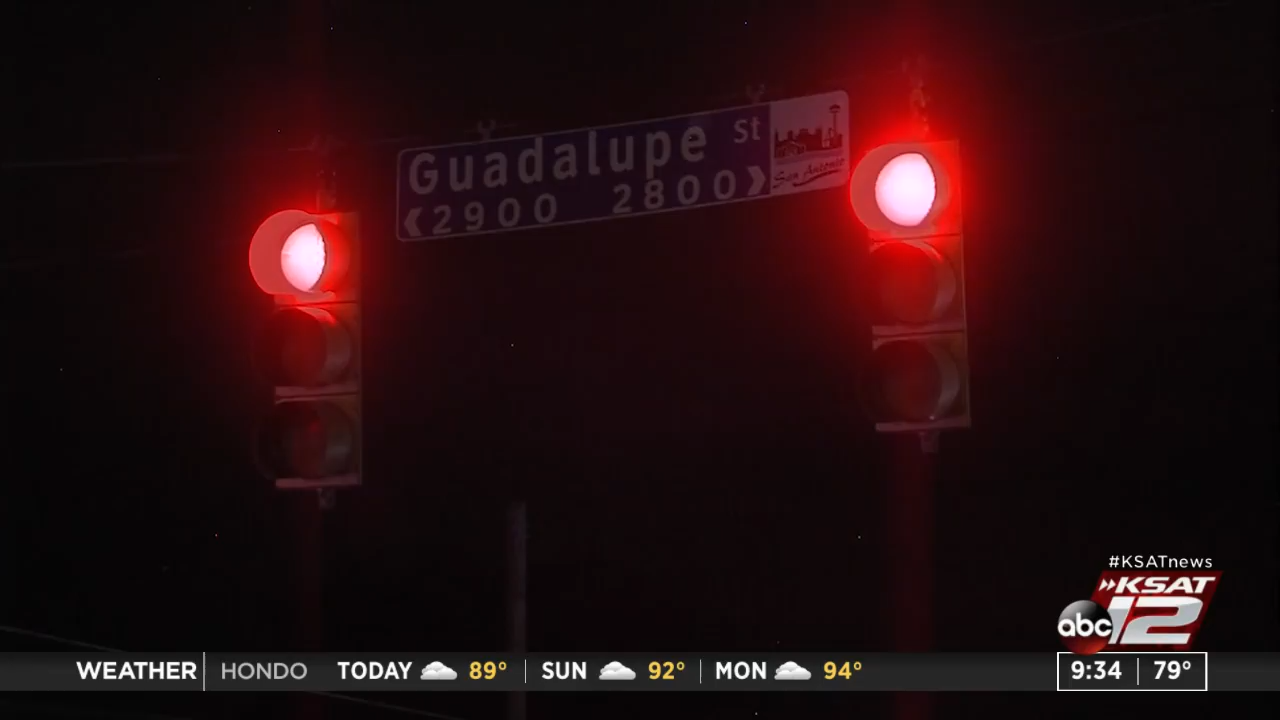 Guadalupe St
2900 2800
San Antonio
#KSATnews
KSAT
abc 12
WEATHER HONDO TODAY 89° SUN 92° MON 94° 9:34 79°